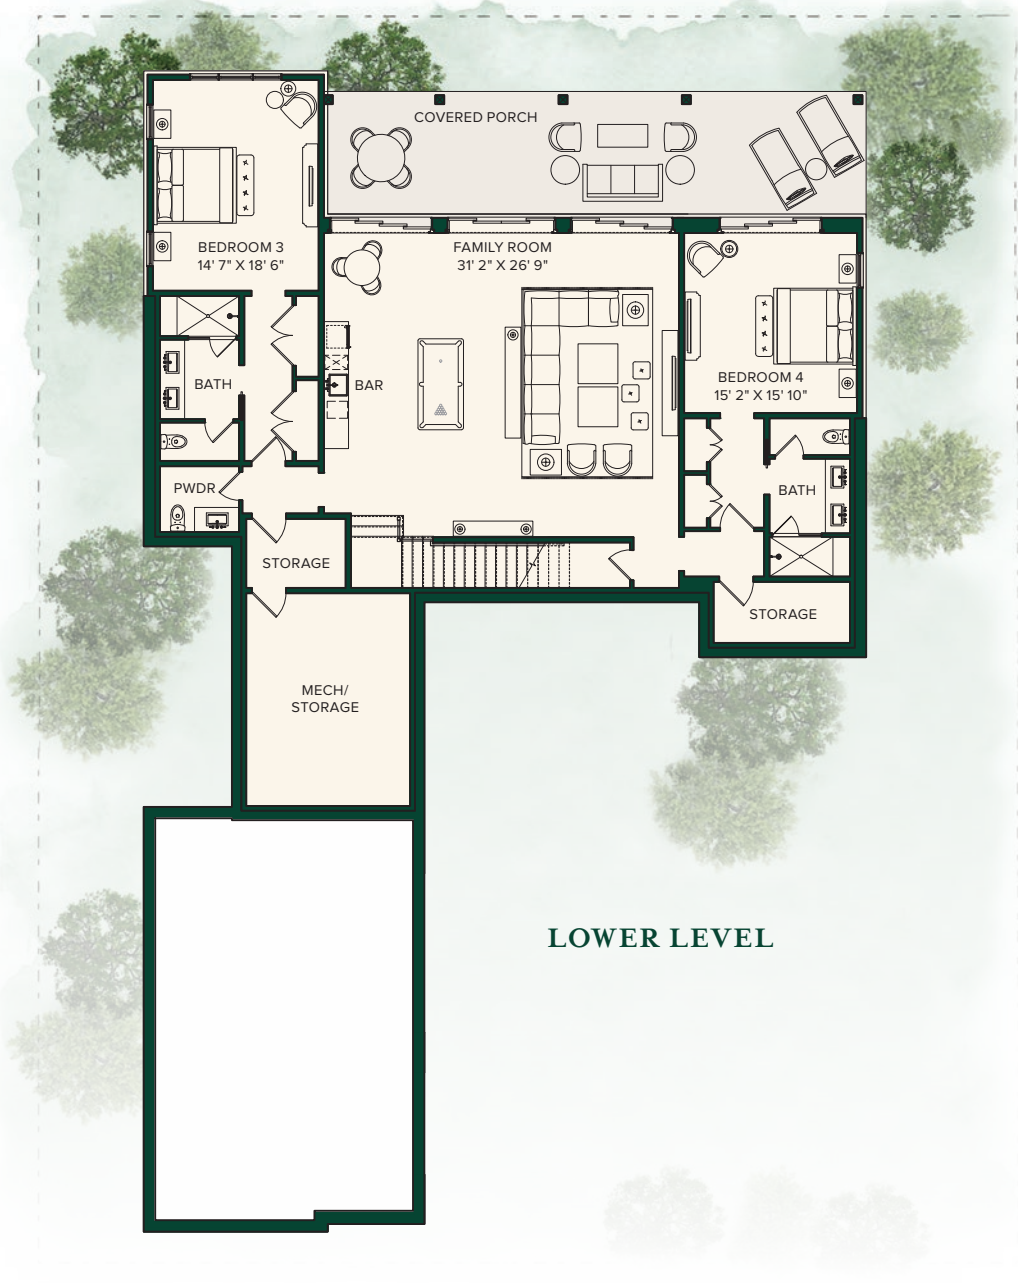 COVERED PORCH
BEDROOM 3
14' 7" X 18' 6"
FAMILY ROOM
31' 2" X 26' 9"
BATH
BAR
BEDROOM 4
15' 2" X 15' 10"
PWDR
BATH
STORAGE
STORAGE
MECH/
STORAGE
LOWER LEVEL